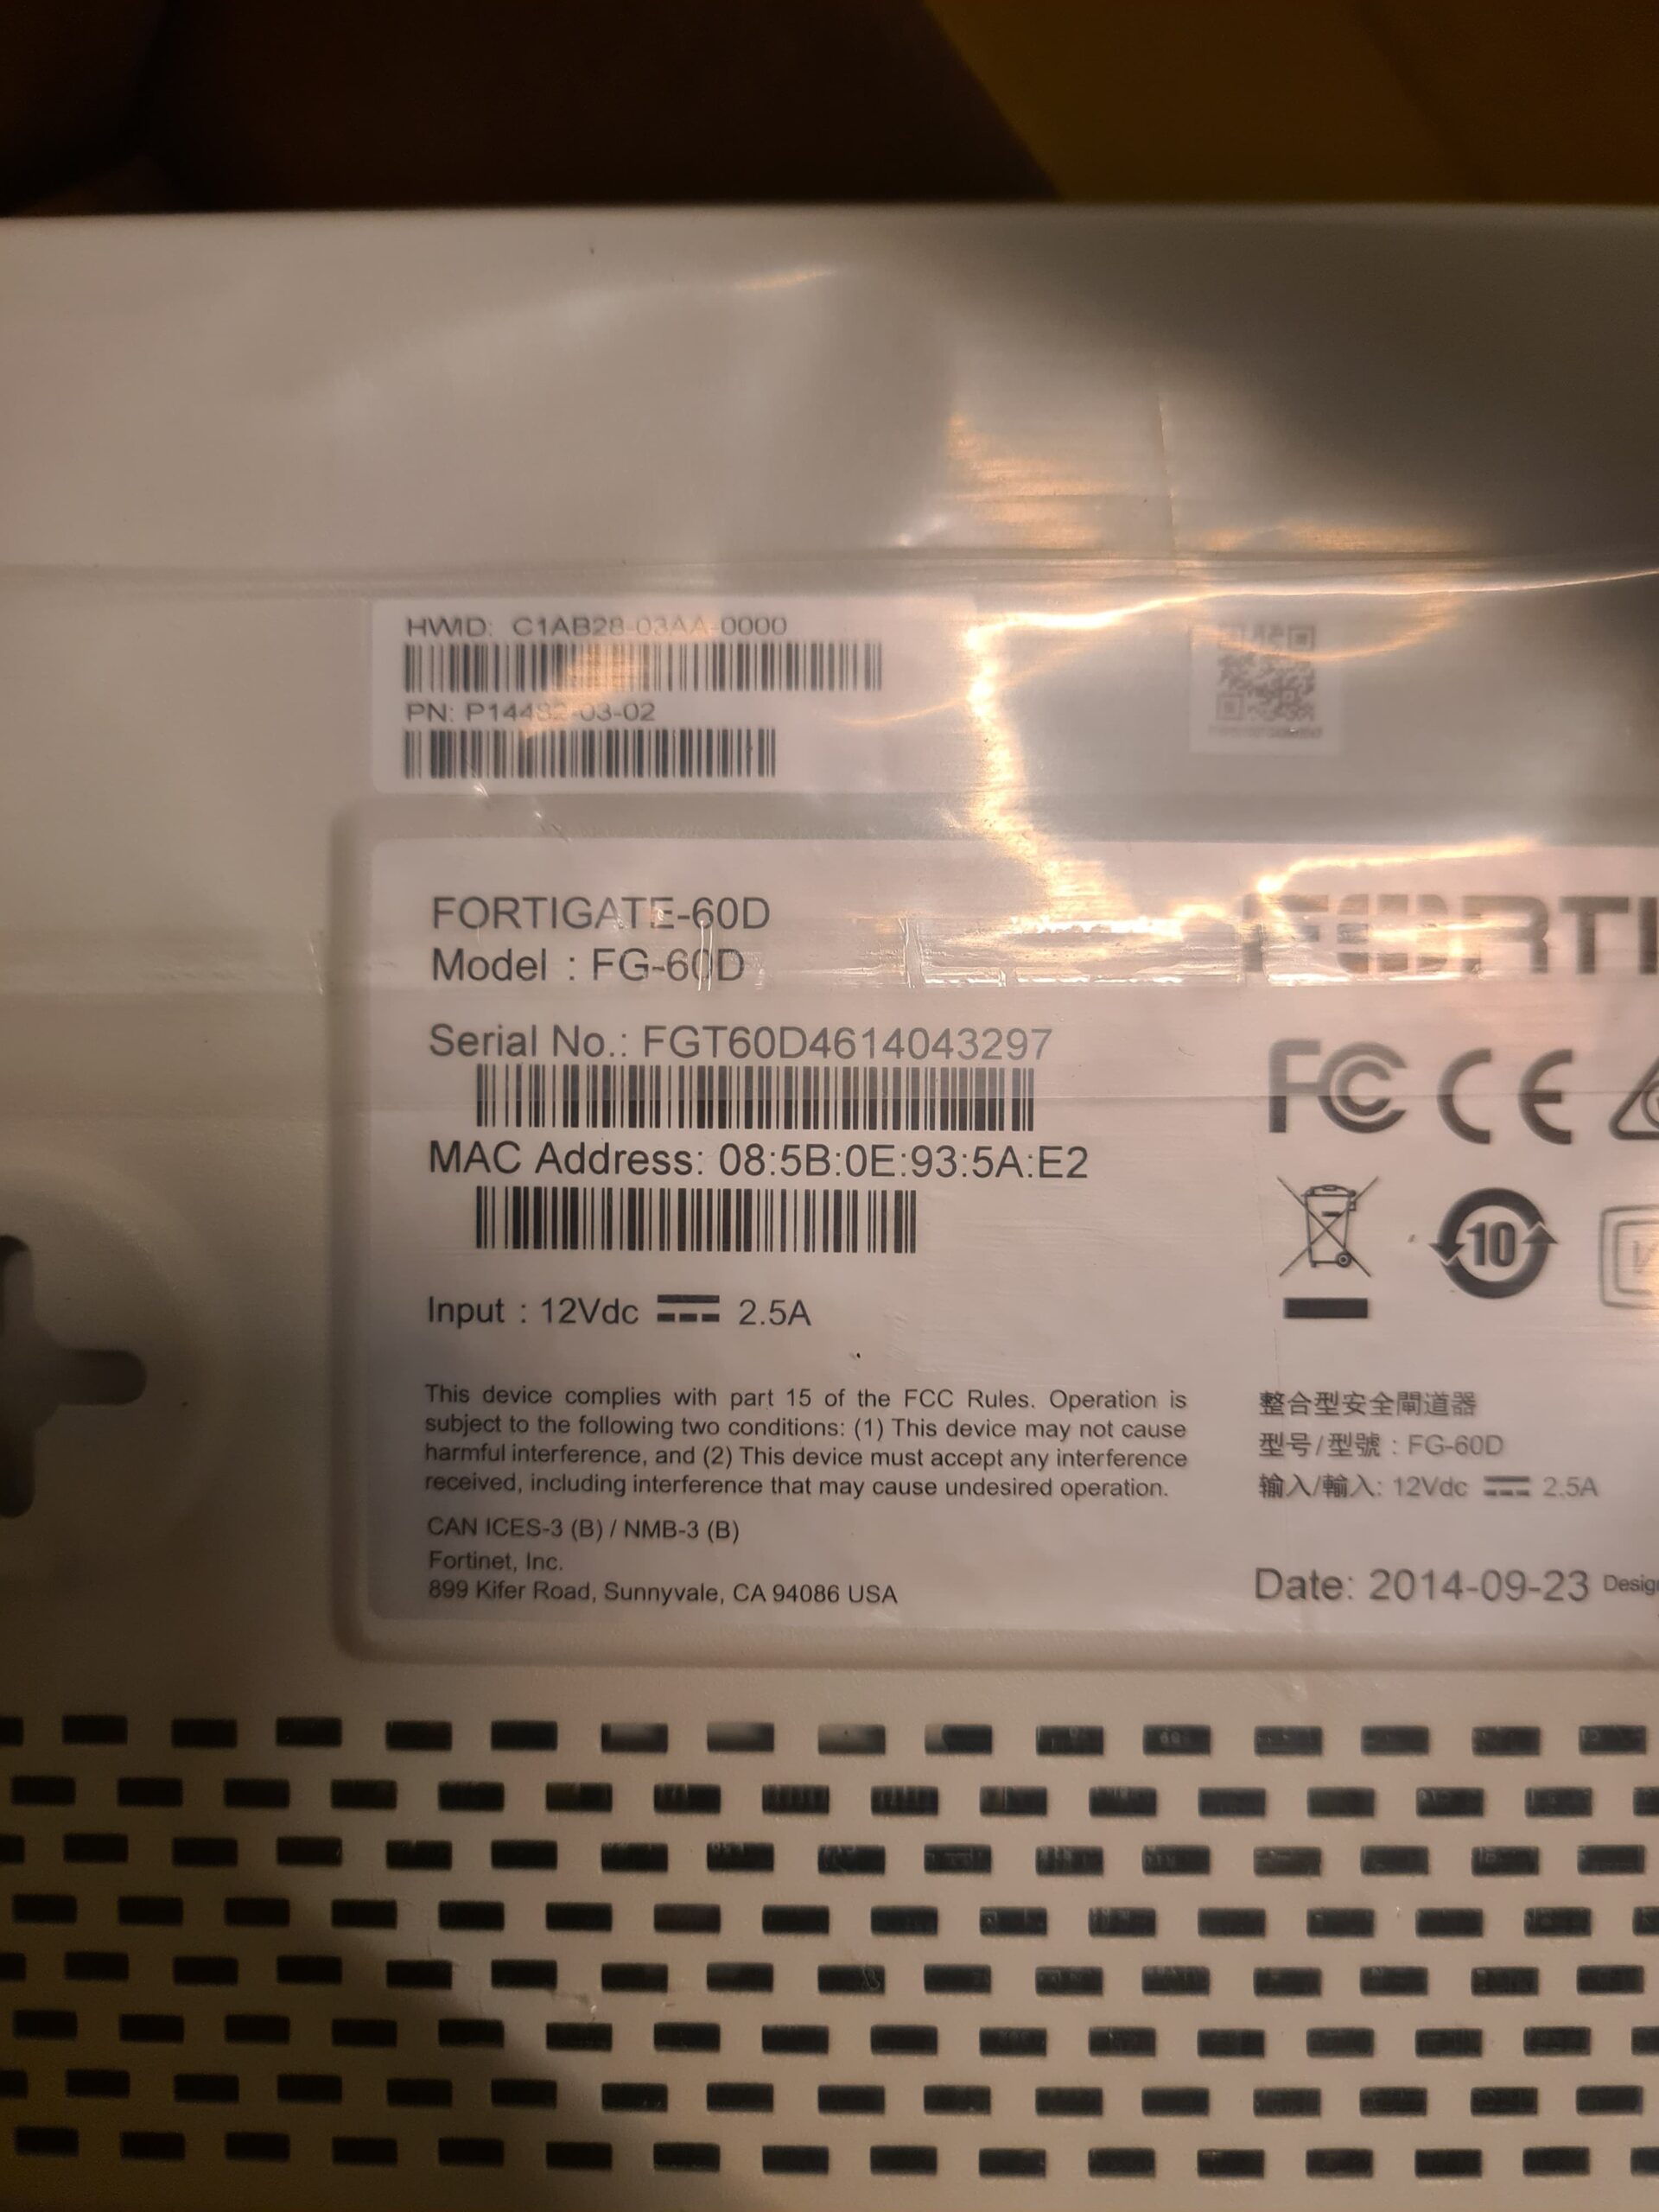 HWID: C1AB28-03AA-0000
PN: P14482-03-02
FORTIGATE-60D
Model : FG-60D
Serial No.: FGT60D4614043297
MAC Address: 08:5B:0E:93:5A:E2
Input : 12Vdc 2.5A
This device complies with part 15 of the FCC Rules. Operation is
subject to the following two conditions: (1) This device may not cause
harmful interference, and (2) This device must accept any interference
received, including interference that may cause undesired operation.
CAN ICES-3 (B) / NMB-3 (B)
Fortinet, Inc.
899 Kifer Road, Sunnyvale, CA 94086 USA
FORTI
FC CE
10
整合型安全閘道器
型号/型號 : FG-60D
输入/輸入: 12Vdc 2.5A
Date: 2014-09-23